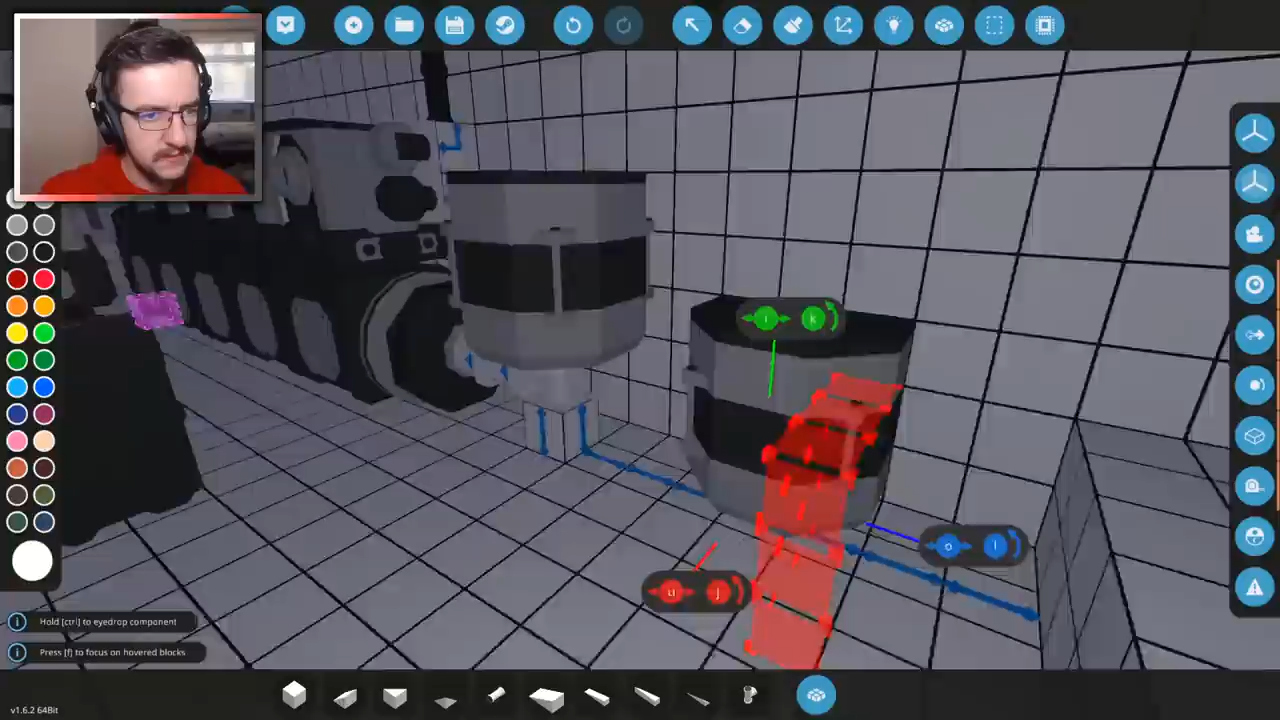 I K
U J
O I
Hold [ctrl] to eyedrop component
Press [f] to focus on hovered blocks
v1.6.2 64Bit